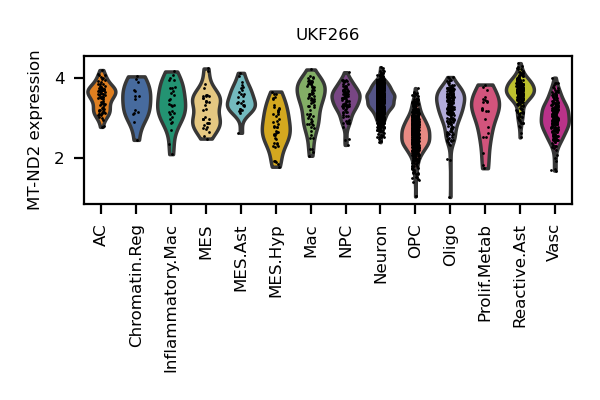 UKF266
MT-ND2 expression
4
2
AC
Chromatin.Reg
Inflammatory.Mac
MES
MES.Ast
MES.Hyp
Mac
NPC
Neuron
OPC
Oligo
Prolif.Metab
Reactive.Ast
Vasc